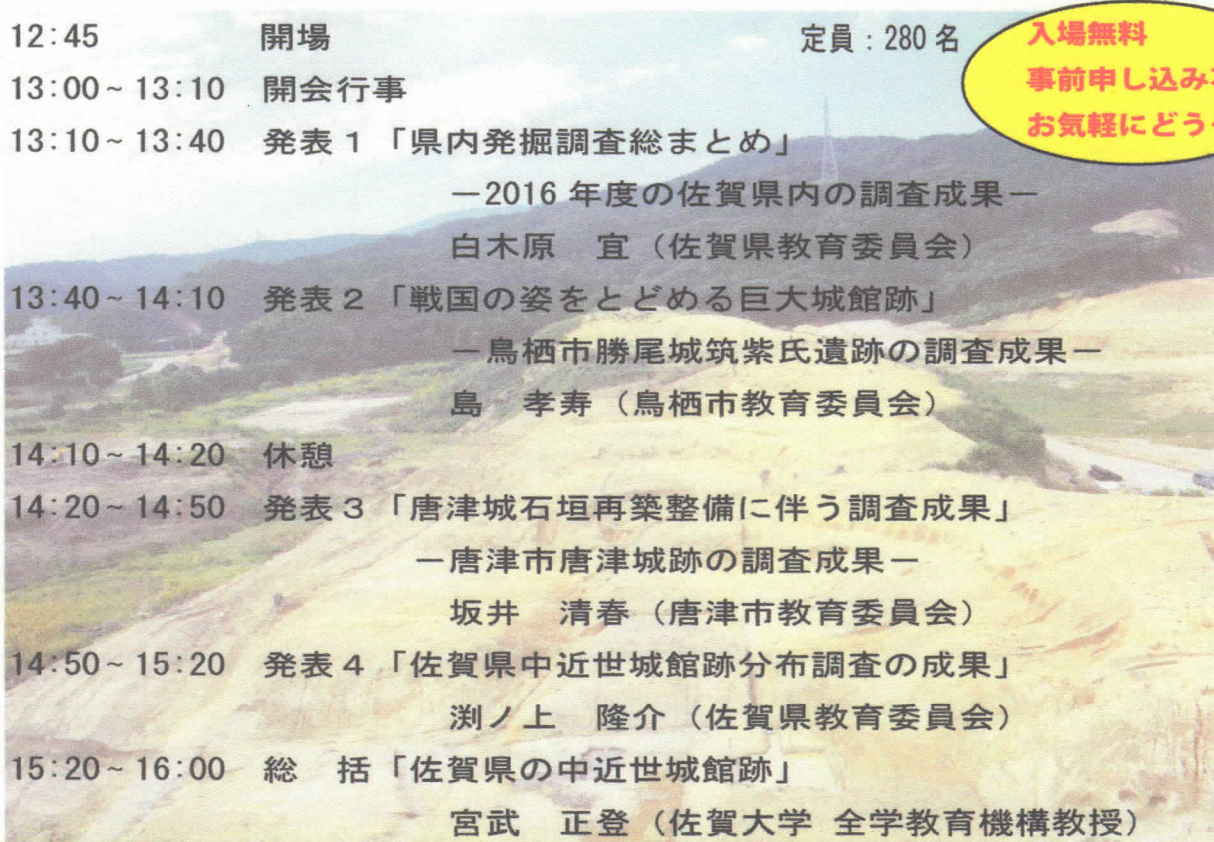 12:45 開場 定員:280名
入場無料
事前申し込み
お気軽にどう
13:00~13:10 開会行事
13:10~13:40 発表1「県内発掘調査総まとめ」
-2016年度の佐賀県内の調査成果-
白木原 宜(佐賀県教育委員会)
13:40~14:10 発表2「戦国の姿をとどめる巨大城館跡」
-鳥栖市勝尾城筑紫氏遺跡の調査成果-
島 孝寿(鳥栖市教育委員会)
14:10~14:20 休憩
14:20~14:50 発表3「唐津城石垣再築整備に伴う調査成果」
-唐津市唐津城跡の調査成果-
坂井 清春(唐津市教育委員会)
14:50~15:20 発表4「佐賀県中近世城館跡分布調査の成果」
渕ノ上 隆介(佐賀県教育委員会)
15:20~16:00 総 括「佐賀県の中近世城館跡」
宮武 正登(佐賀大学 全学教育機構教授)